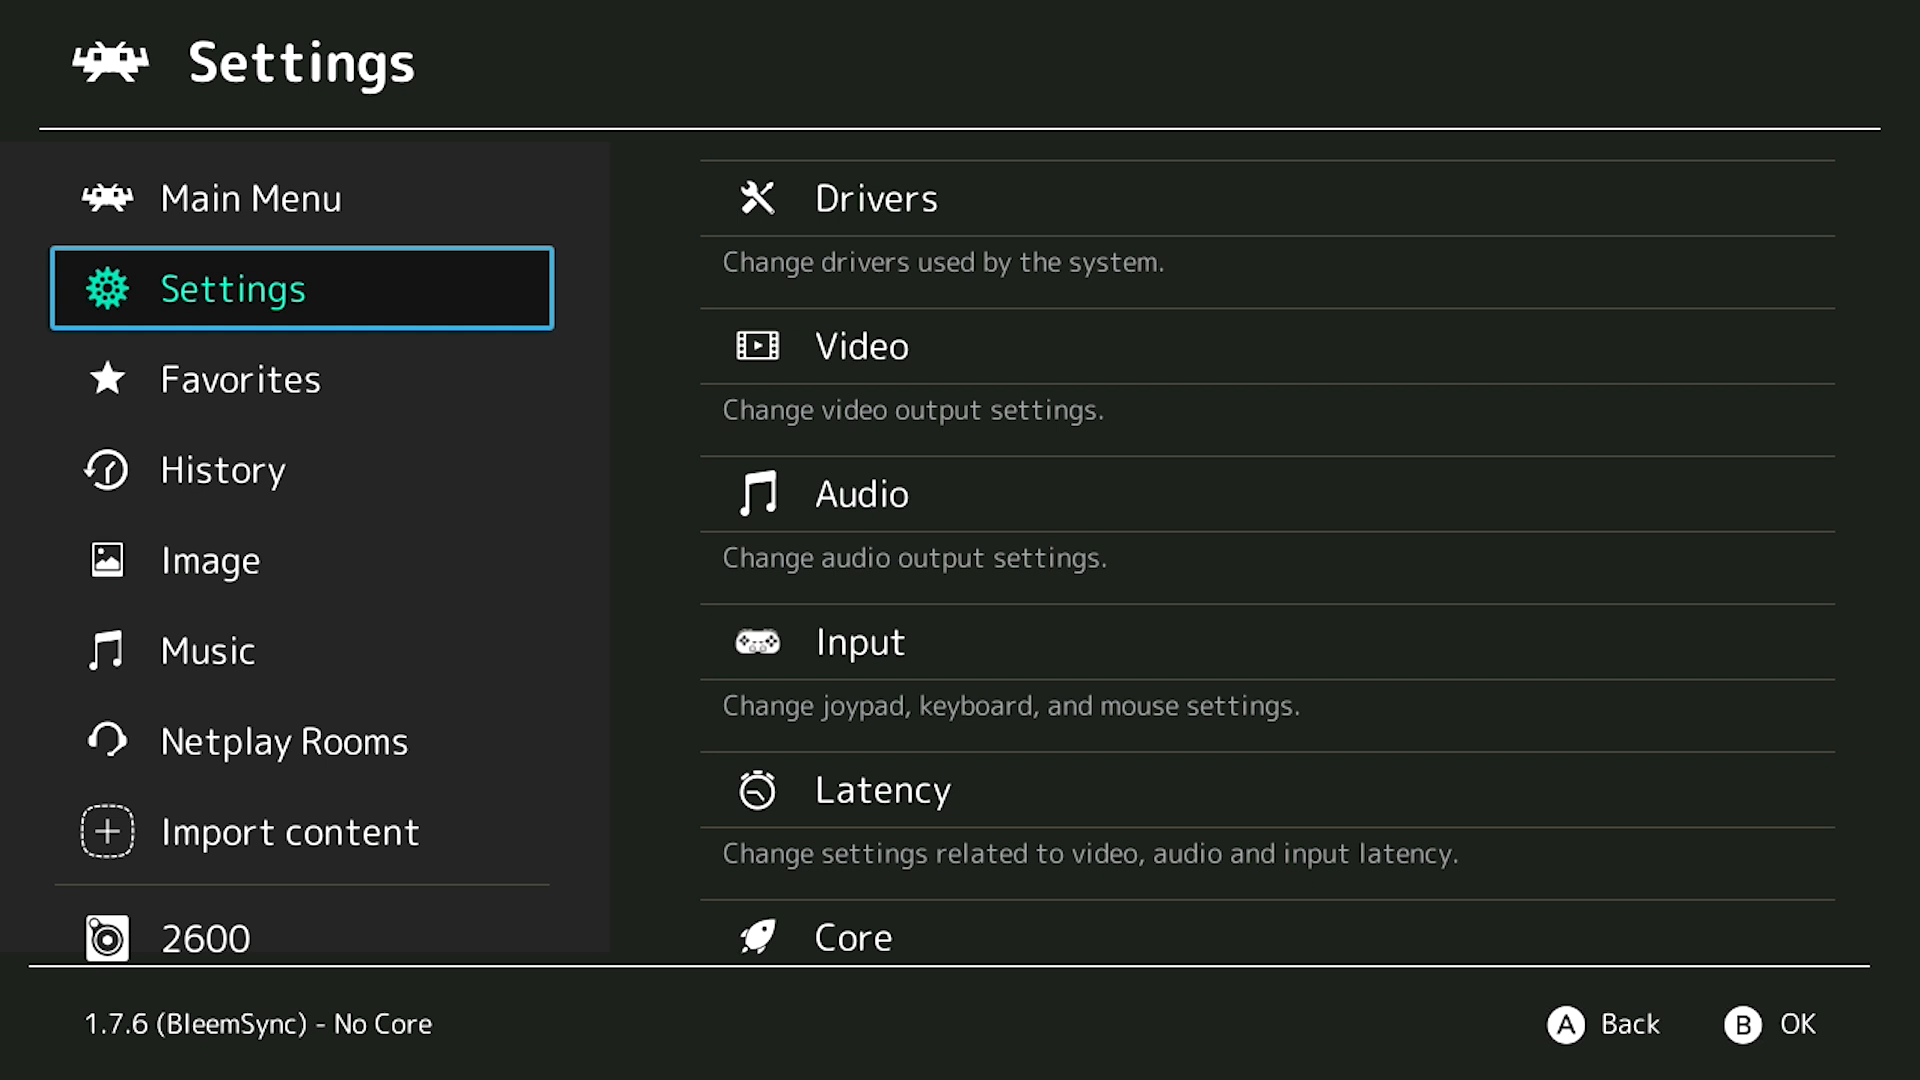 Settings
Main Menu
Settings
Favorites
History
Image
Music
Netplay Rooms
Import content
2600
Drivers
Change drivers used by the system.
Video
Change video output settings.
Audio
Change audio output settings.
Input
Change joypad, keyboard, and mouse settings.
Latency
Change settings related to video, audio and input latency.
Core
1.7.6 (BleemSync) - No Core
A Back
B OK